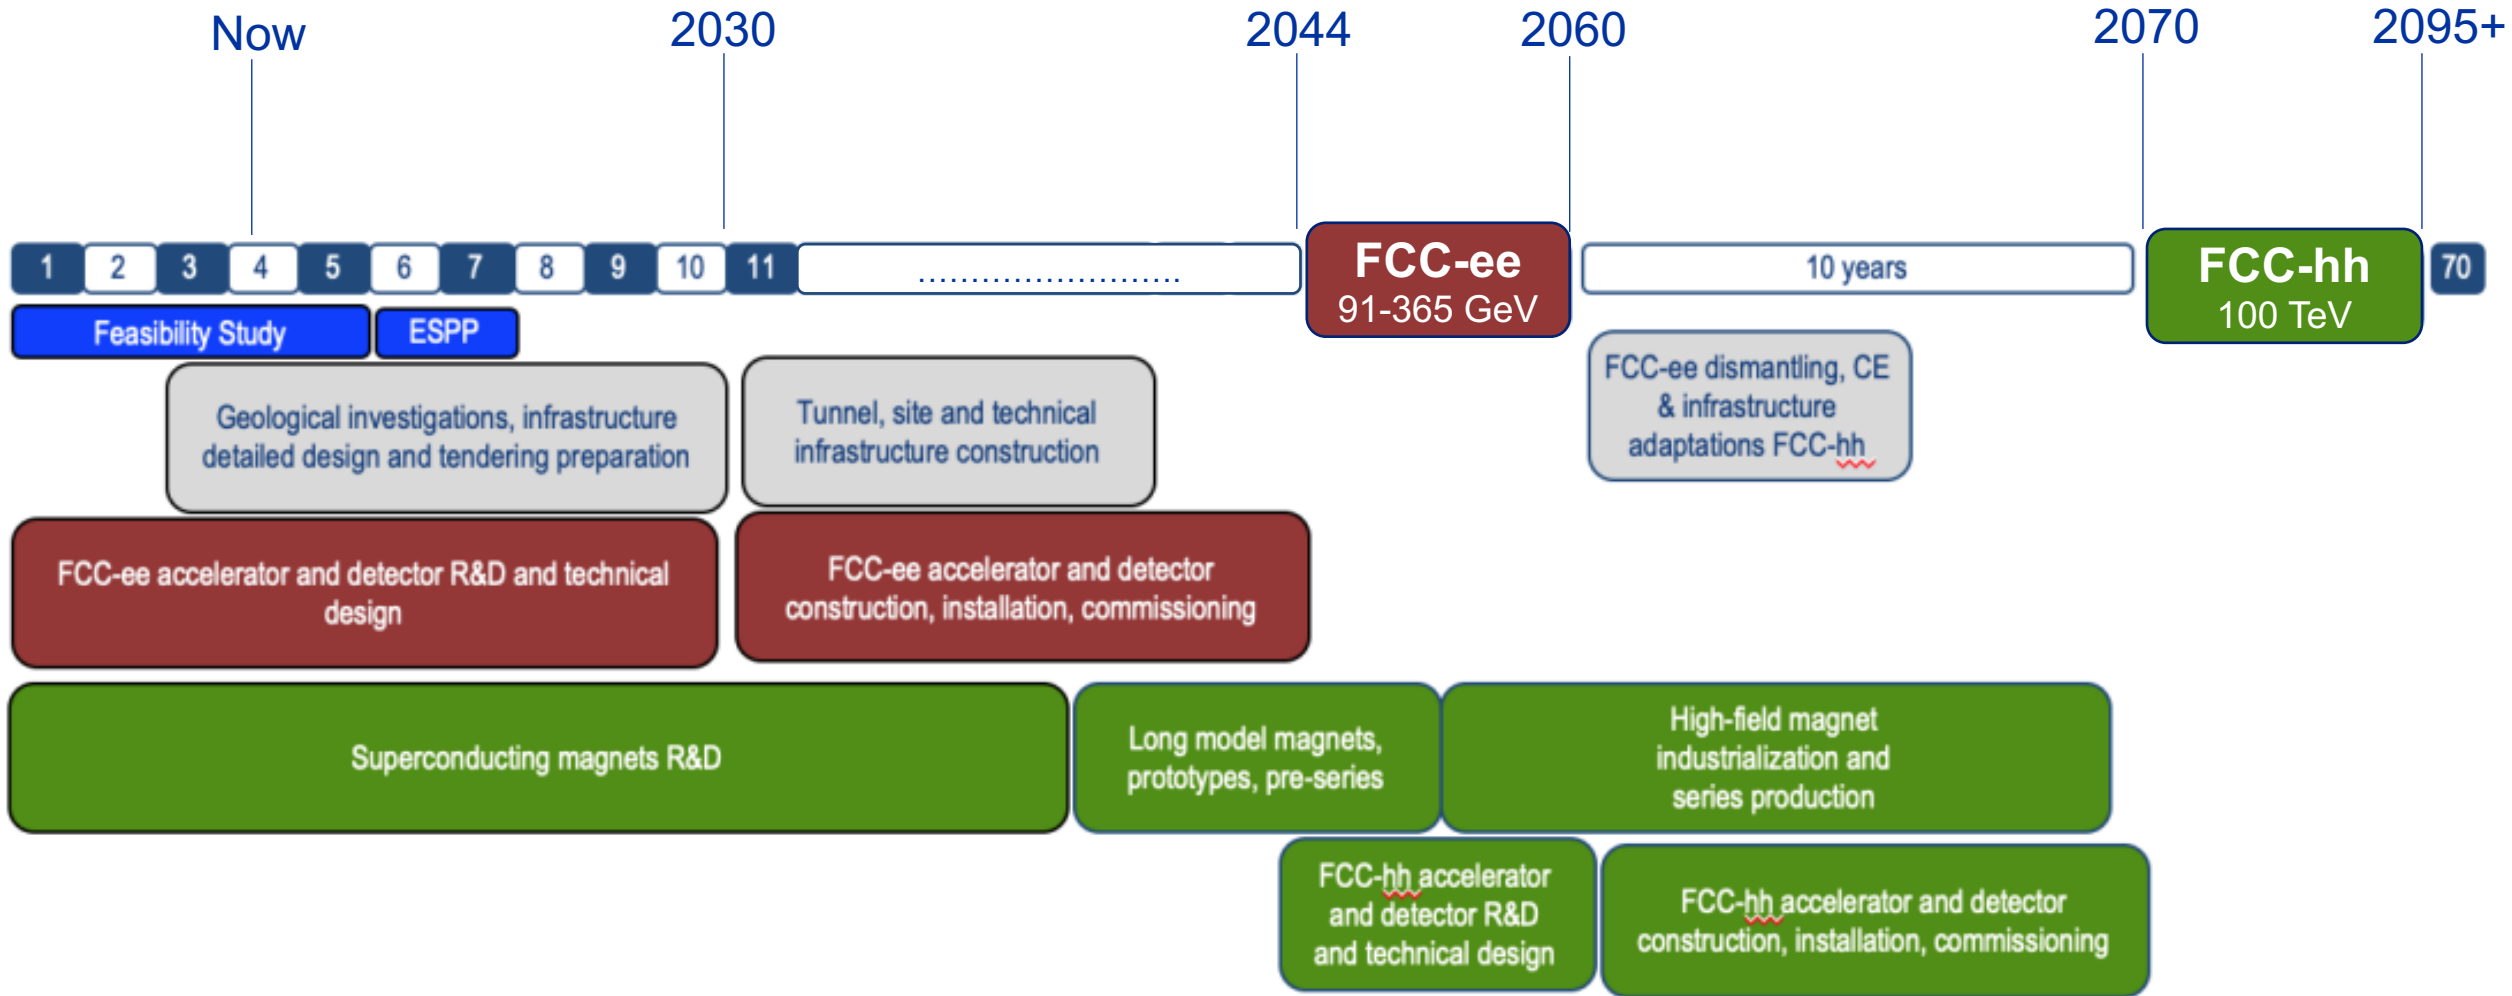 Now
2030
2044
2060
2070
2095+
1 2 3 4 5 6 7 8 9 10 11 ......................... 
FCC-ee
91-365 GeV
10 years
FCC-hh
100 TeV
70
Feasibility Study
ESPP
Geological investigations, infrastructure
detailed design and tendering preparation
Tunnel, site and technical
infrastructure construction
FCC-ee dismantling, CE
& infrastructure
adaptations FCC-hh
FCC-ee accelerator and detector R&D and technical
design
FCC-ee accelerator and detector
construction, installation, commissioning
Superconducting magnets R&D
Long model magnets,
prototypes, pre-series
High-field magnet
industrialization and
series production
FCC-hh accelerator
and detector R&D
and technical design
FCC-hh accelerator and detector
construction, installation, commissioning